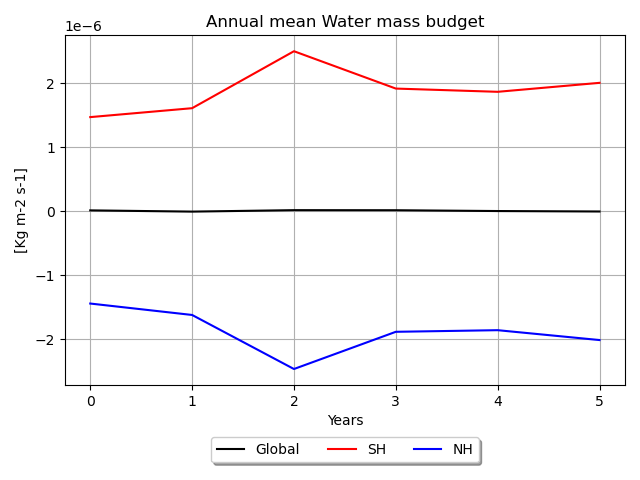 Annual mean Water mass budget
1e−6
2
1
0
−1
−2
[Kg m-2 s-1]
0 1 2 3 4 5
Years
Global SH NH